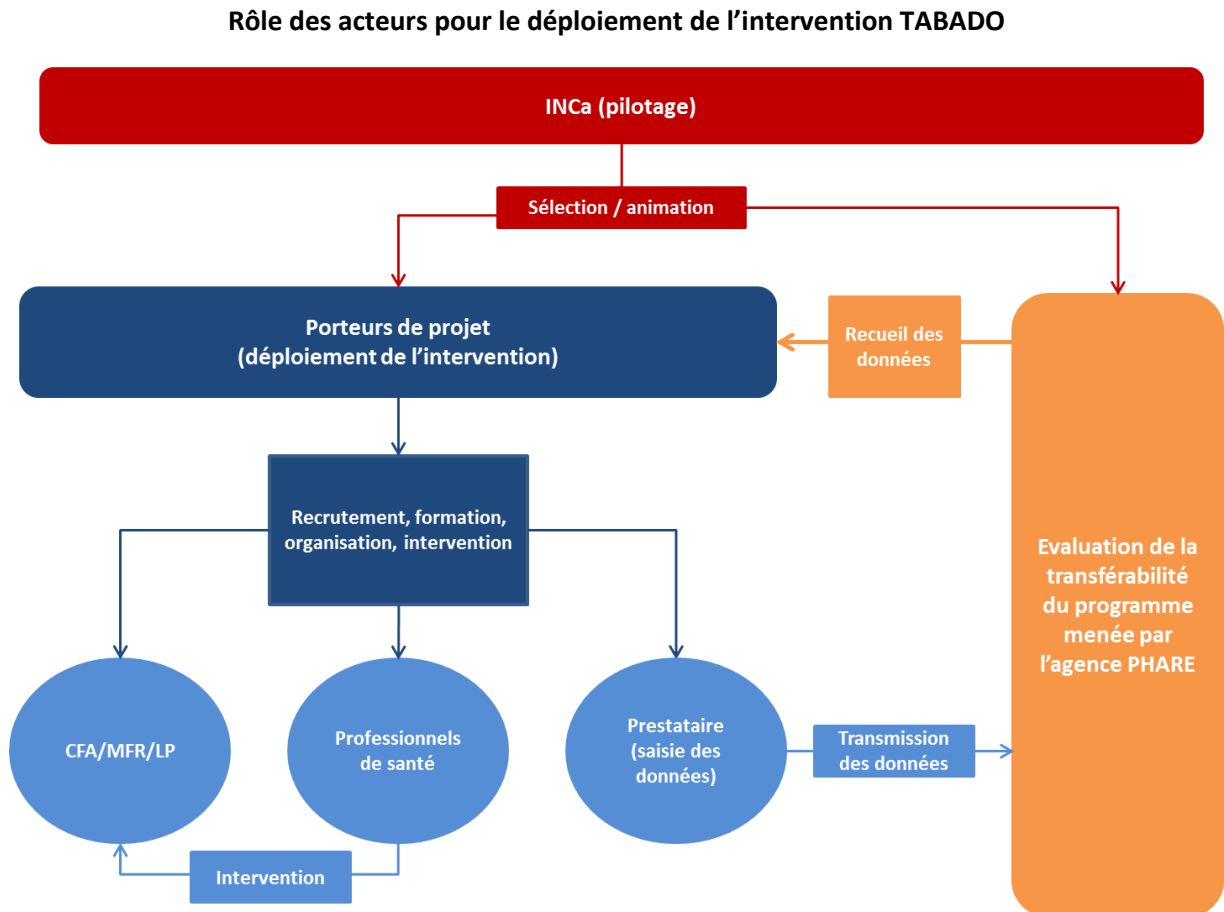 Rôle des acteurs pour le déploiement de l’intervention TABADO
INCa (pilotage)
Sélection / animation
Porteurs de projet
(déploiement de l’intervention)
Recueil des
données
Recrutement, formation,
organisation, intervention
Evaluation de la
transférabilité
du programme
menée par
l’agence PHARE
CFA/MFR/LP
Professionnels
de santé
Prestataire
(saisie des
données)
Transmission
des données
Intervention